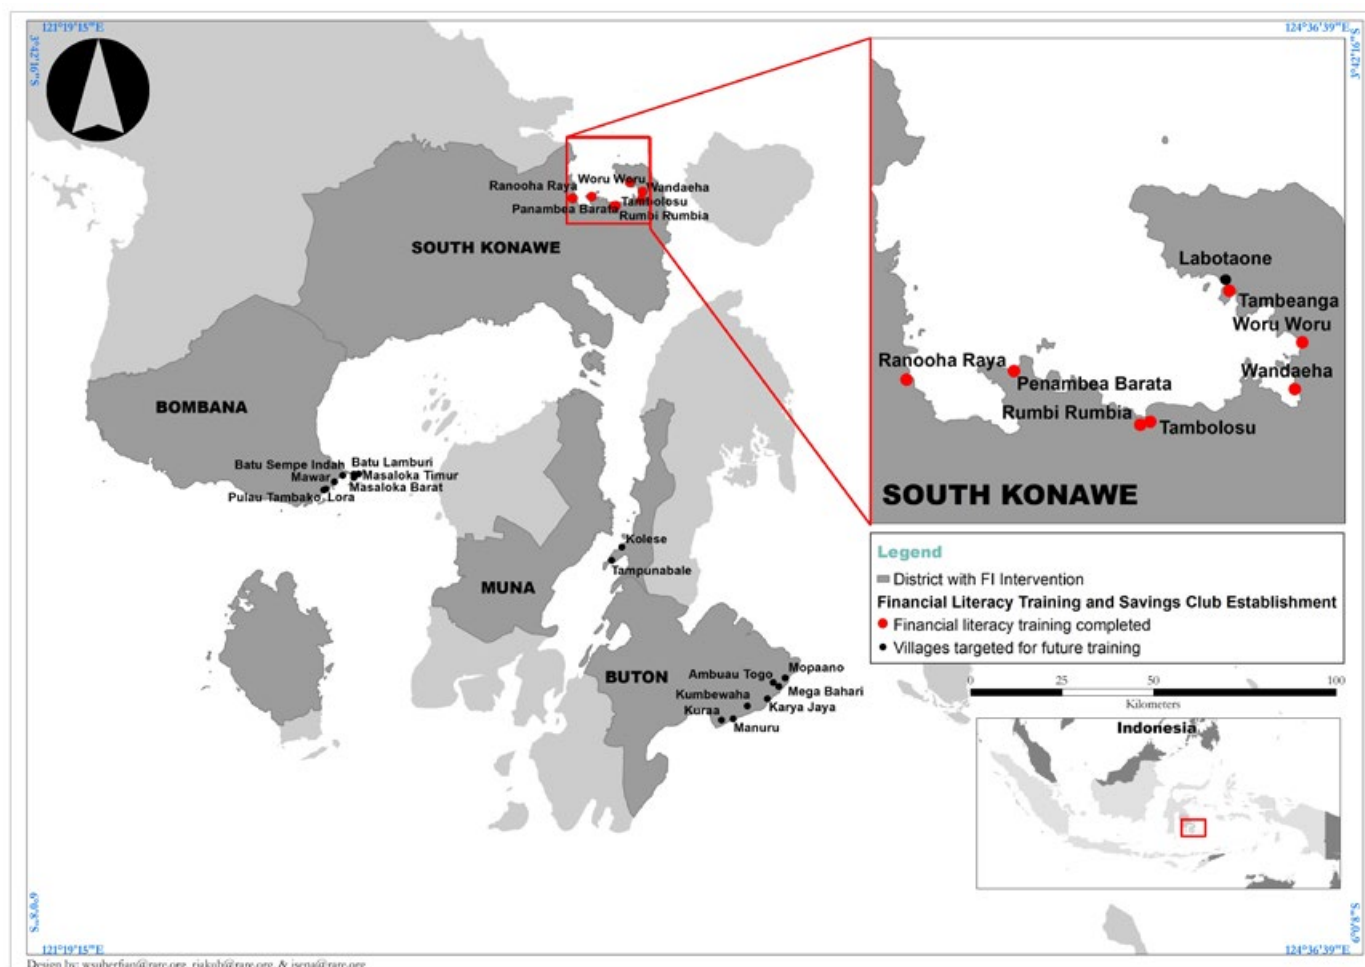 121°19'15"E
124°36'39"E
3°42'16"S
3°42'16"S
Woru Woru
Ranooha Raya
Wandaeha
Tambolosu
Panambea Barata
Rumbi Rumbia
SOUTH KONAWE
Labotaone
Tambeanga
Woru Woru
Ranooha Raya
Wandaeha
Penambea Barata
Rumbi Rumbia
Tambolosu
SOUTH KONAWE
BOMBANA
Batu Sempe Indah
Batu Lamburi
Mawar
Masaloka Timur
Masaloka Barat
Pulau Tambako, Lora
Kolese
Tampunabale
MUNA
BUTON
Mopaano
Ambuau Togo
Mega Bahari
Kumbewaha
Karya Jaya
Kuraa
Manuru
Legend
District with FI Intervention
Financial Literacy Training and Savings Club Establishment
Financial literacy training completed
Villages targeted for future training
0 25 50 100
Kilometers
Indonesia
6°0'8"S
6°0'8"S
121°19'15"E
124°36'39"E
Design by: